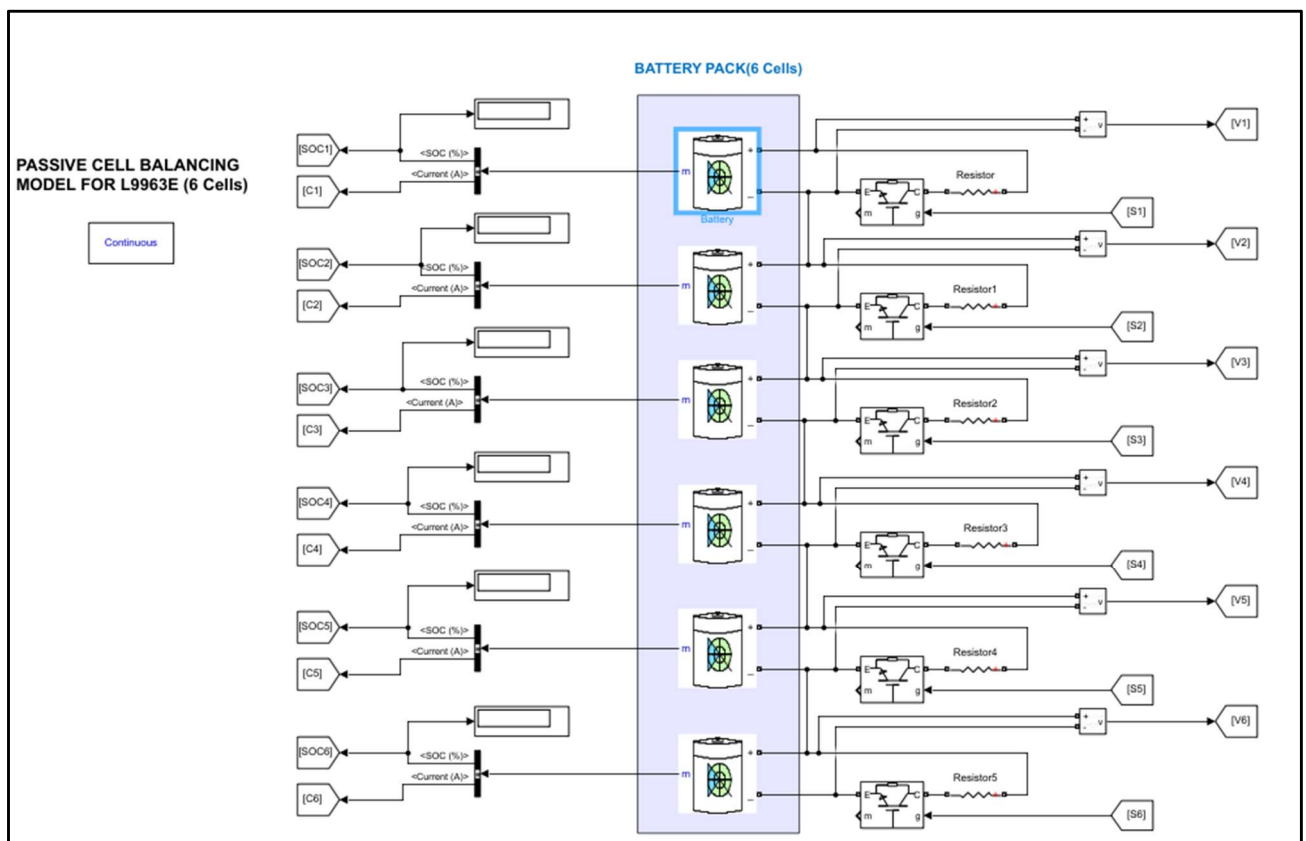 BATTERY PACK(6 Cells)
PASSIVE CELL BALANCING
MODEL FOR L9963E (6 Cells)
Continuous
[SOC1]
<SOC (%)>
<Current (A)>
[C1]
m
+
_
Battery
+
-
v
[V1]
Resistor
E
C
m
g
+
[S1]
[SOC2]
<SOC (%)>
<Current (A)>
[C2]
m
+
_
+
-
v
[V2]
Resistor1
E
C
m
g
+
[S2]
[SOC3]
<SOC (%)>
<Current (A)>
[C3]
m
+
_
+
-
v
[V3]
Resistor2
E
C
m
g
+
[S3]
[SOC4]
<SOC (%)>
<Current (A)>
[C4]
m
+
_
+
-
v
[V4]
Resistor3
E
C
m
g
+
[S4]
[SOC5]
<SOC (%)>
<Current (A)>
[C5]
m
+
_
+
-
v
[V5]
Resistor4
E
C
m
g
+
[S5]
[SOC6]
<SOC (%)>
<Current (A)>
[C6]
m
+
_
+
-
v
[V6]
Resistor5
E
C
m
g
+
[S6]